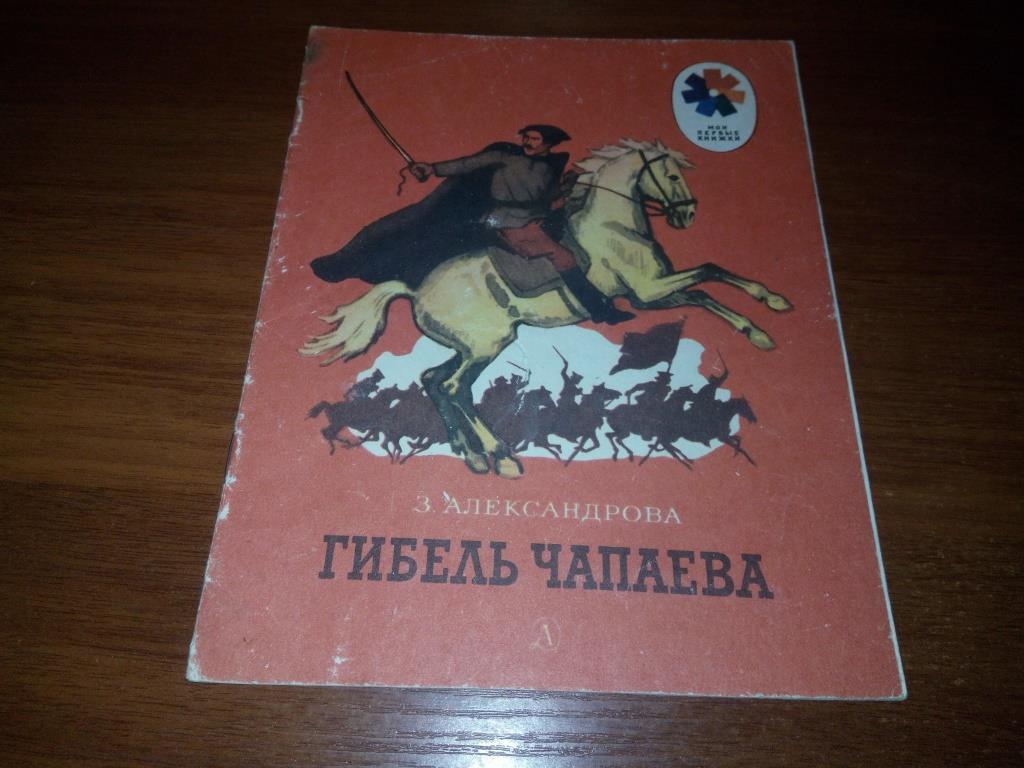 МОИ
ПЕРВЫЕ
КНИЖКИ
З. АЛЕКСАНДРОВА
ГИБЕЛЬ ЧАПАЕВА
Д